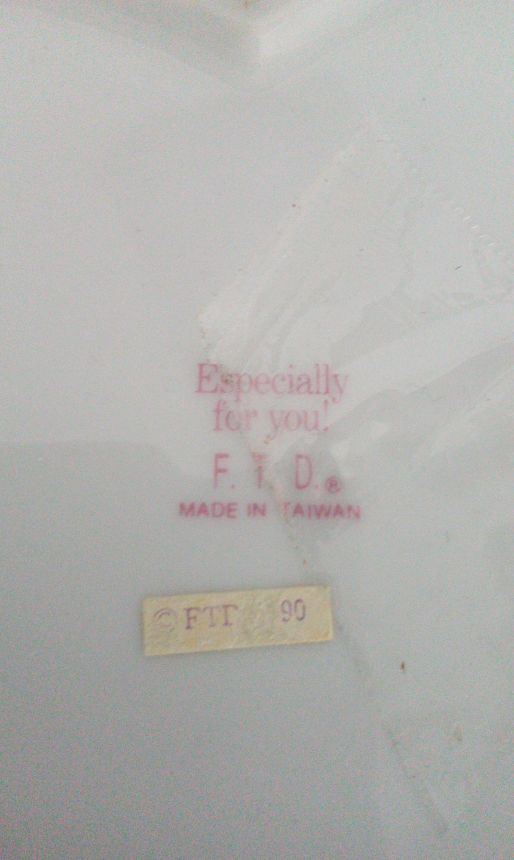 Especially
for you!
F. T. D.®
MADE IN TAIWAN
© FTD 90